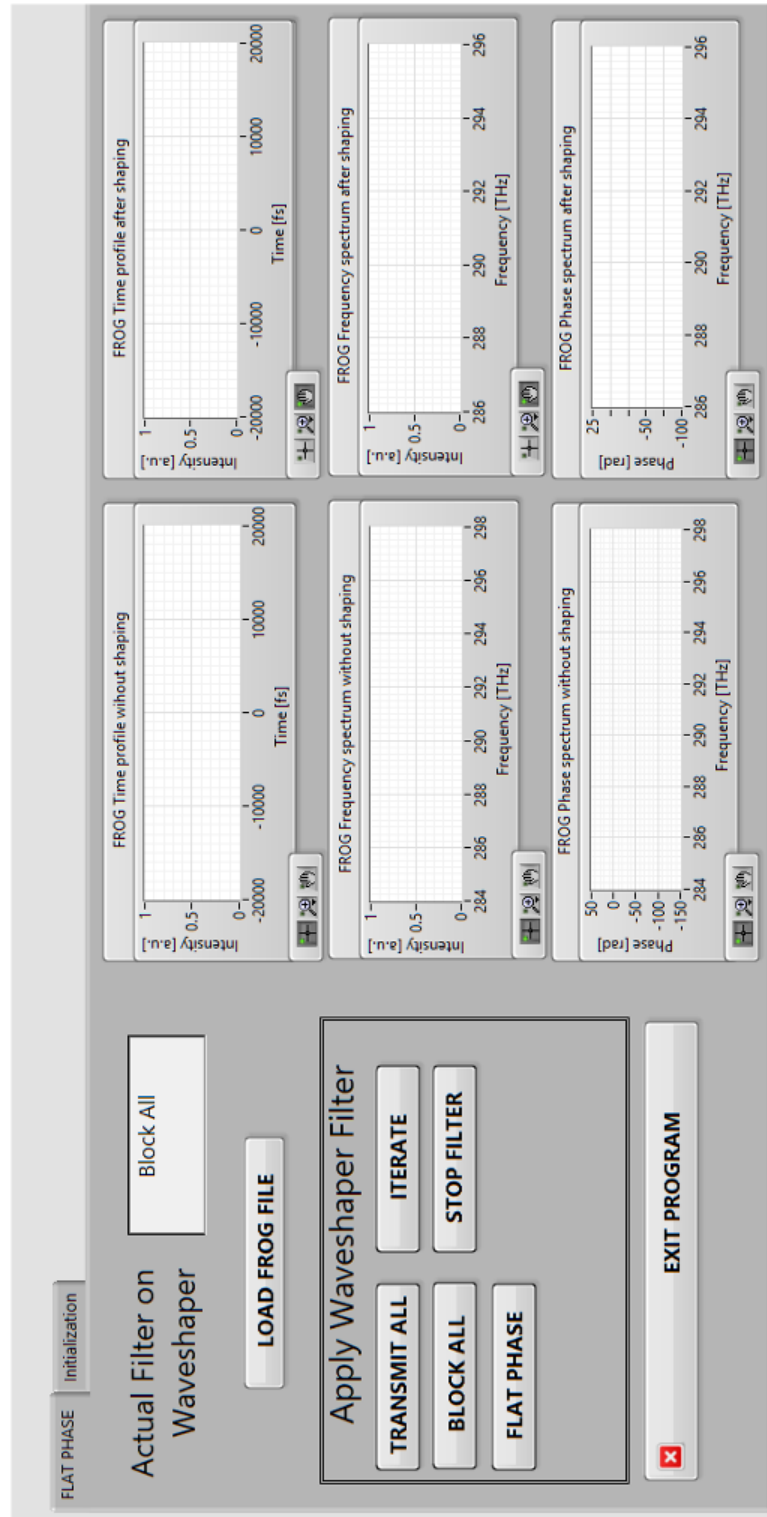 FLAT PHASE
Initialization
Actual Filter on
Waveshaper
Block All
LOAD FROG FILE
Apply Waveshaper Filter
TRANSMIT ALL
ITERATE
BLOCK ALL
STOP FILTER
FLAT PHASE
EXIT PROGRAM
FROG Time profile wihout shaping
Intensity [a.u.]
1
0.5
0
-20000
-10000
0
10000
20000
Time [fs]
FROG Time profile after shaping
Intensity [a.u.]
1
0.5
0
-20000
-10000
0
10000
20000
Time [fs]
FROG Frequency spectrum without shaping
Intensity [a.u.]
1
0.5
0
284
286
288
290
292
294
296
298
Frequency [THz]
FROG Frequency spectrum after shaping
Intensity [a.u.]
1
0.5
0
286
288
290
292
294
296
Frequency [THz]
FROG Phase spectrum without shaping
Phase [rad]
50
0
-50
-100
-150
284
286
288
290
292
294
296
298
Frequency [THz]
FROG Phase spectrum after shaping
Phase [rad]
25
-50
-100
286
288
290
292
294
296
Frequency [THz]